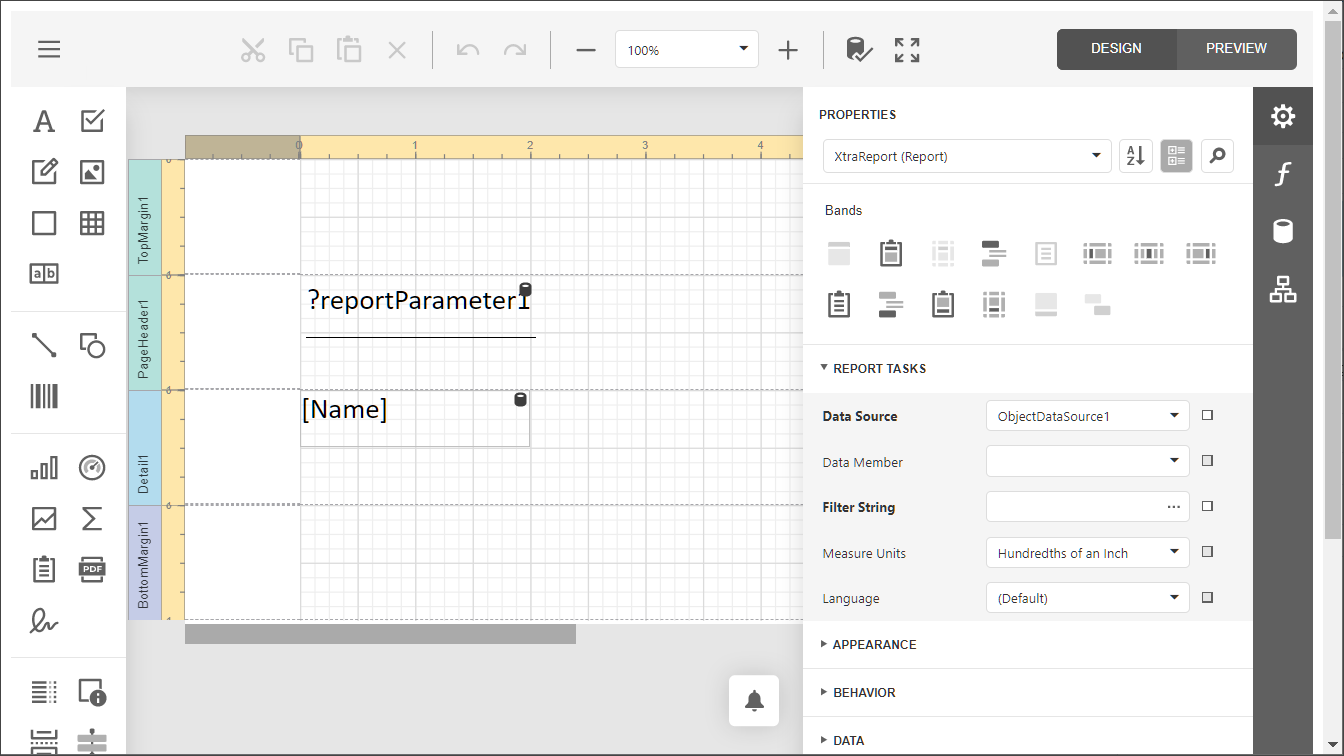 100%
DESIGN
PREVIEW
A
ab
PDF
0 1 2 3 4
TopMargin1
PageHeader1
?reportParameter1
Detail1
[Name]
BottomMargin1
PROPERTIES
XtraReport (Report)
A
Z
f
Bands
REPORT TASKS
Data Source
ObjectDataSource1
Data Member
Filter String
...
Measure Units
Hundredths of an Inch
Language
(Default)
APPEARANCE
BEHAVIOR
DATA